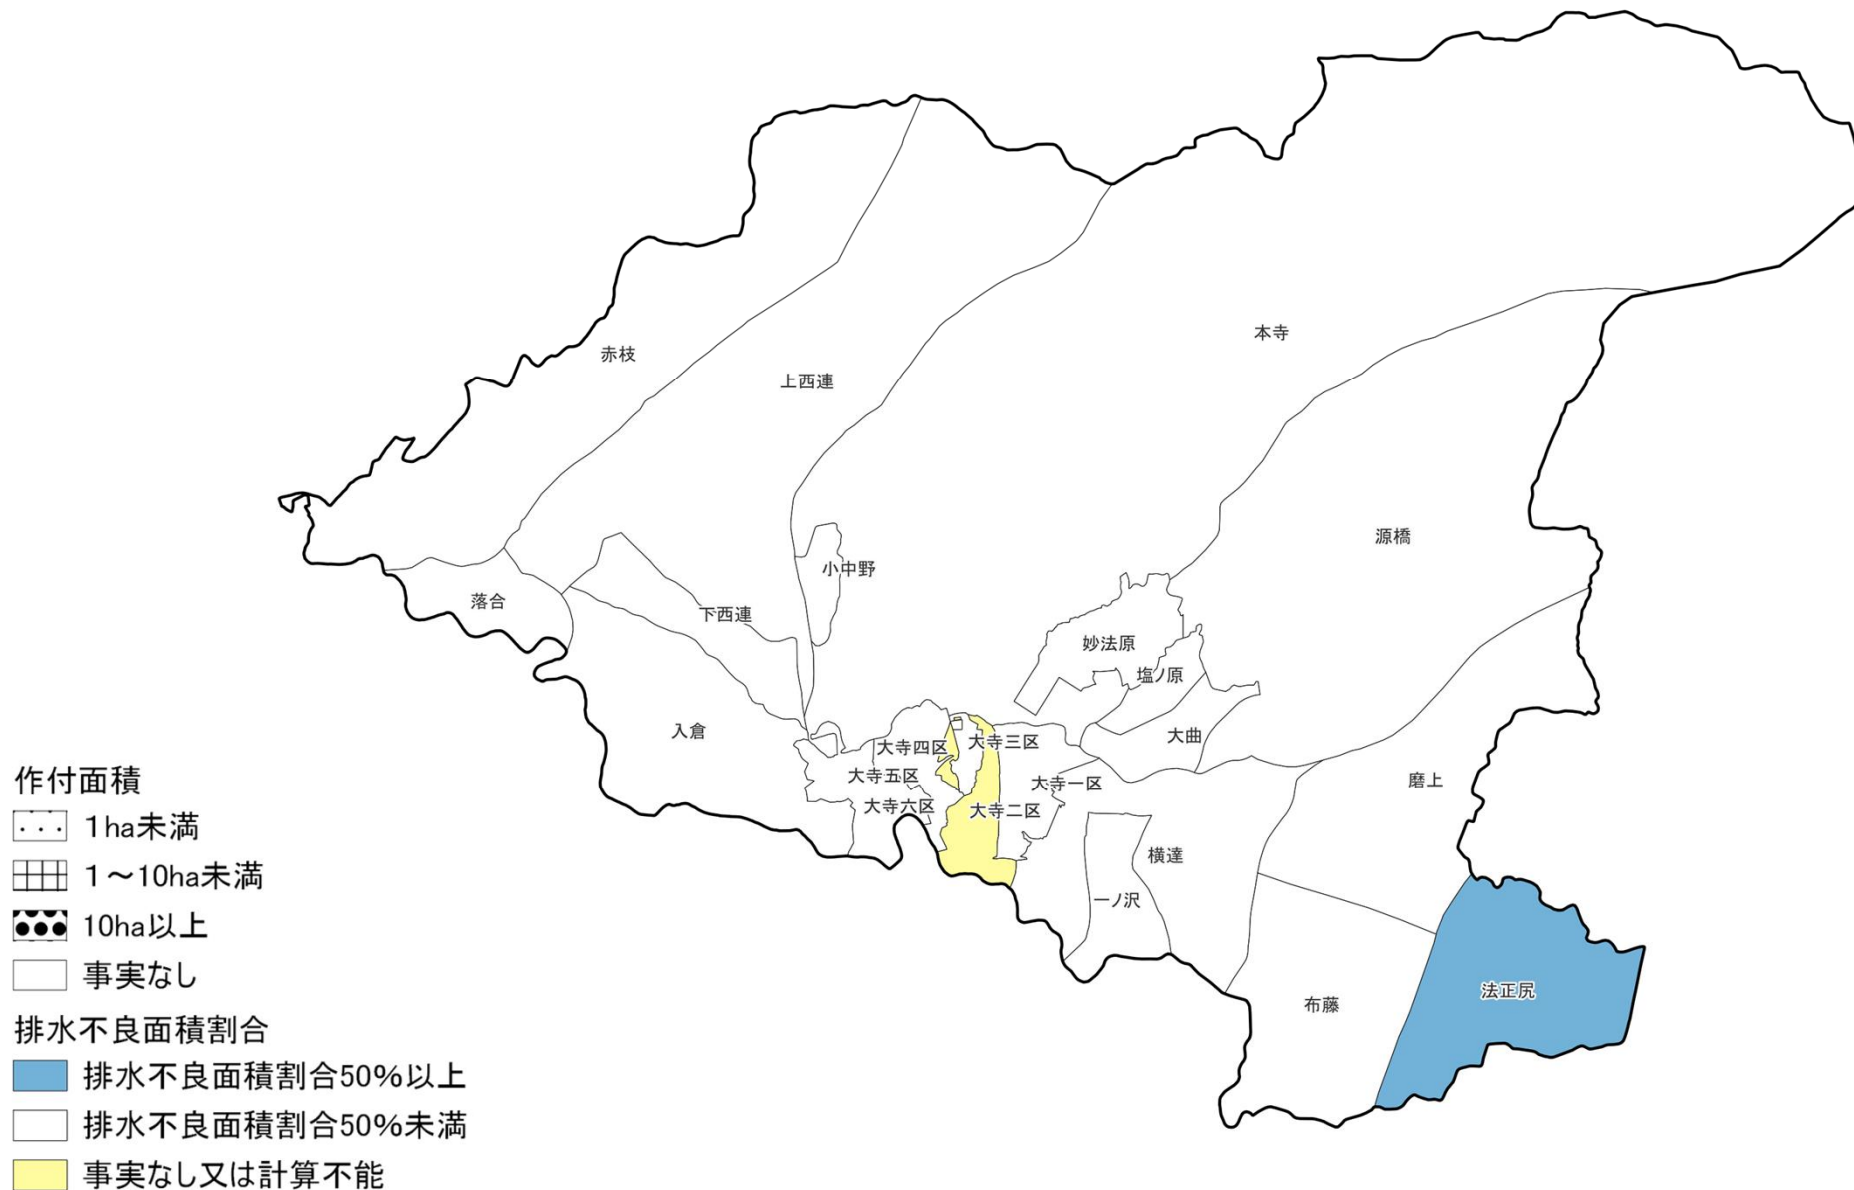 本寺
赤枝
上西連
源橋
小中野
落合
下西連
妙法原
塩ノ原
入倉
大曲
大寺四区
大寺三区
大寺五区
大寺一区
磨上
大寺六区
大寺二区
横達
一ノ沢
法正尻
布藤
作付面積
1ha未満
1～10ha未満
10ha以上
事実なし
排水不良面積割合
排水不良面積割合50%以上
排水不良面積割合50%未満
事実なし又は計算不能